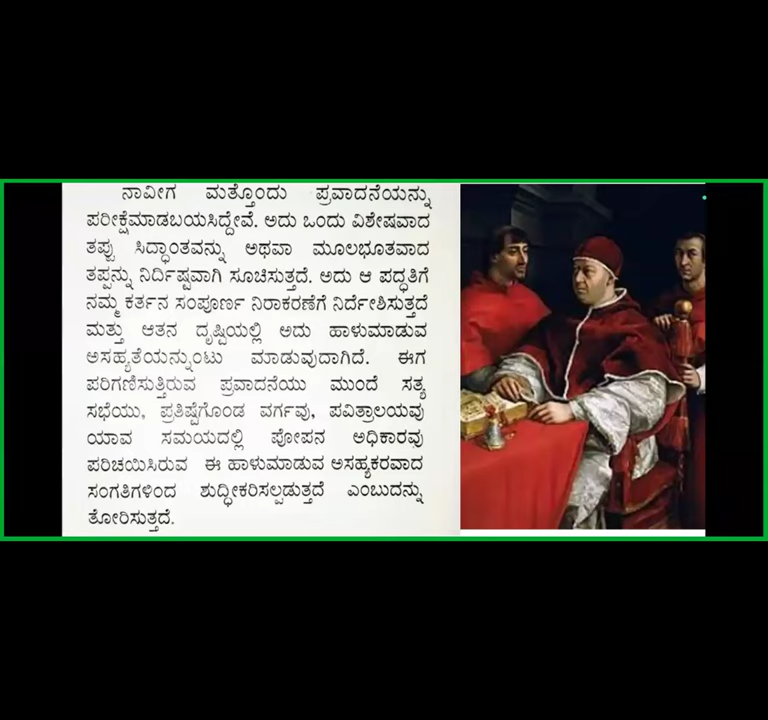 ನಾವೀಗ ಮತ್ತೊಂದು ಪ್ರವಾದನೆಯನ್ನು
ಪರೀಕ್ಷೆಮಾಡಬಯಸಿದ್ದೇವೆ. ಅದು ಒಂದು ವಿಶೇಷವಾದ
ತಪ್ಪು ಸಿದ್ಧಾಂತವನ್ನು ಅಥವಾ ಮೂಲಭೂತವಾದ
ತಪ್ಪನ್ನು ನಿರ್ದಿಷ್ಟವಾಗಿ ಸೂಚಿಸುತ್ತದೆ. ಅದು ಆ ಪದ್ಧತಿಗೆ
ನಮ್ಮ ಕರ್ತನ ಸಂಪೂರ್ಣ ನಿರಾಕರಣೆಗೆ ನಿರ್ದೇಶಿಸುತ್ತದೆ
ಮತ್ತು ಆತನ ದೃಷ್ಟಿಯಲ್ಲಿ ಅದು ಹಾಳುಮಾಡುವ
ಅಸಹ್ಯತೆಯನ್ನುಂಟು ಮಾಡುವುದಾಗಿದೆ. ಈಗ
ಪರಿಗಣಿಸುತ್ತಿರುವ ಪ್ರವಾದನೆಯು ಮುಂದೆ ಸತ್ಯ
ಸಭೆಯು, ಪ್ರತಿಷ್ಟೆಗೊಂಡ ವರ್ಗವು, ಪವಿತ್ರಾಲಯವು
ಯಾವ ಸಮಯದಲ್ಲಿ ಪೋಪನ ಅಧಿಕಾರವು
ಪರಿಚಯಿಸಿರುವ ಈ ಹಾಳುಮಾಡುವ ಅಸಹ್ಯಕರವಾದ
ಸಂಗತಿಗಳಿಂದ ಶುದ್ಧೀಕರಿಸಲ್ಪಡುತ್ತದೆ ಎಂಬುದನ್ನು
ತೋರಿಸುತ್ತದೆ.